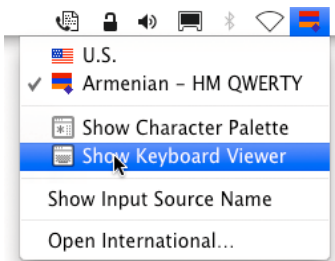 U.S.
Armenian – HM QWERTY
Show Character Palette
Show Keyboard Viewer
Show Input Source Name
Open International...